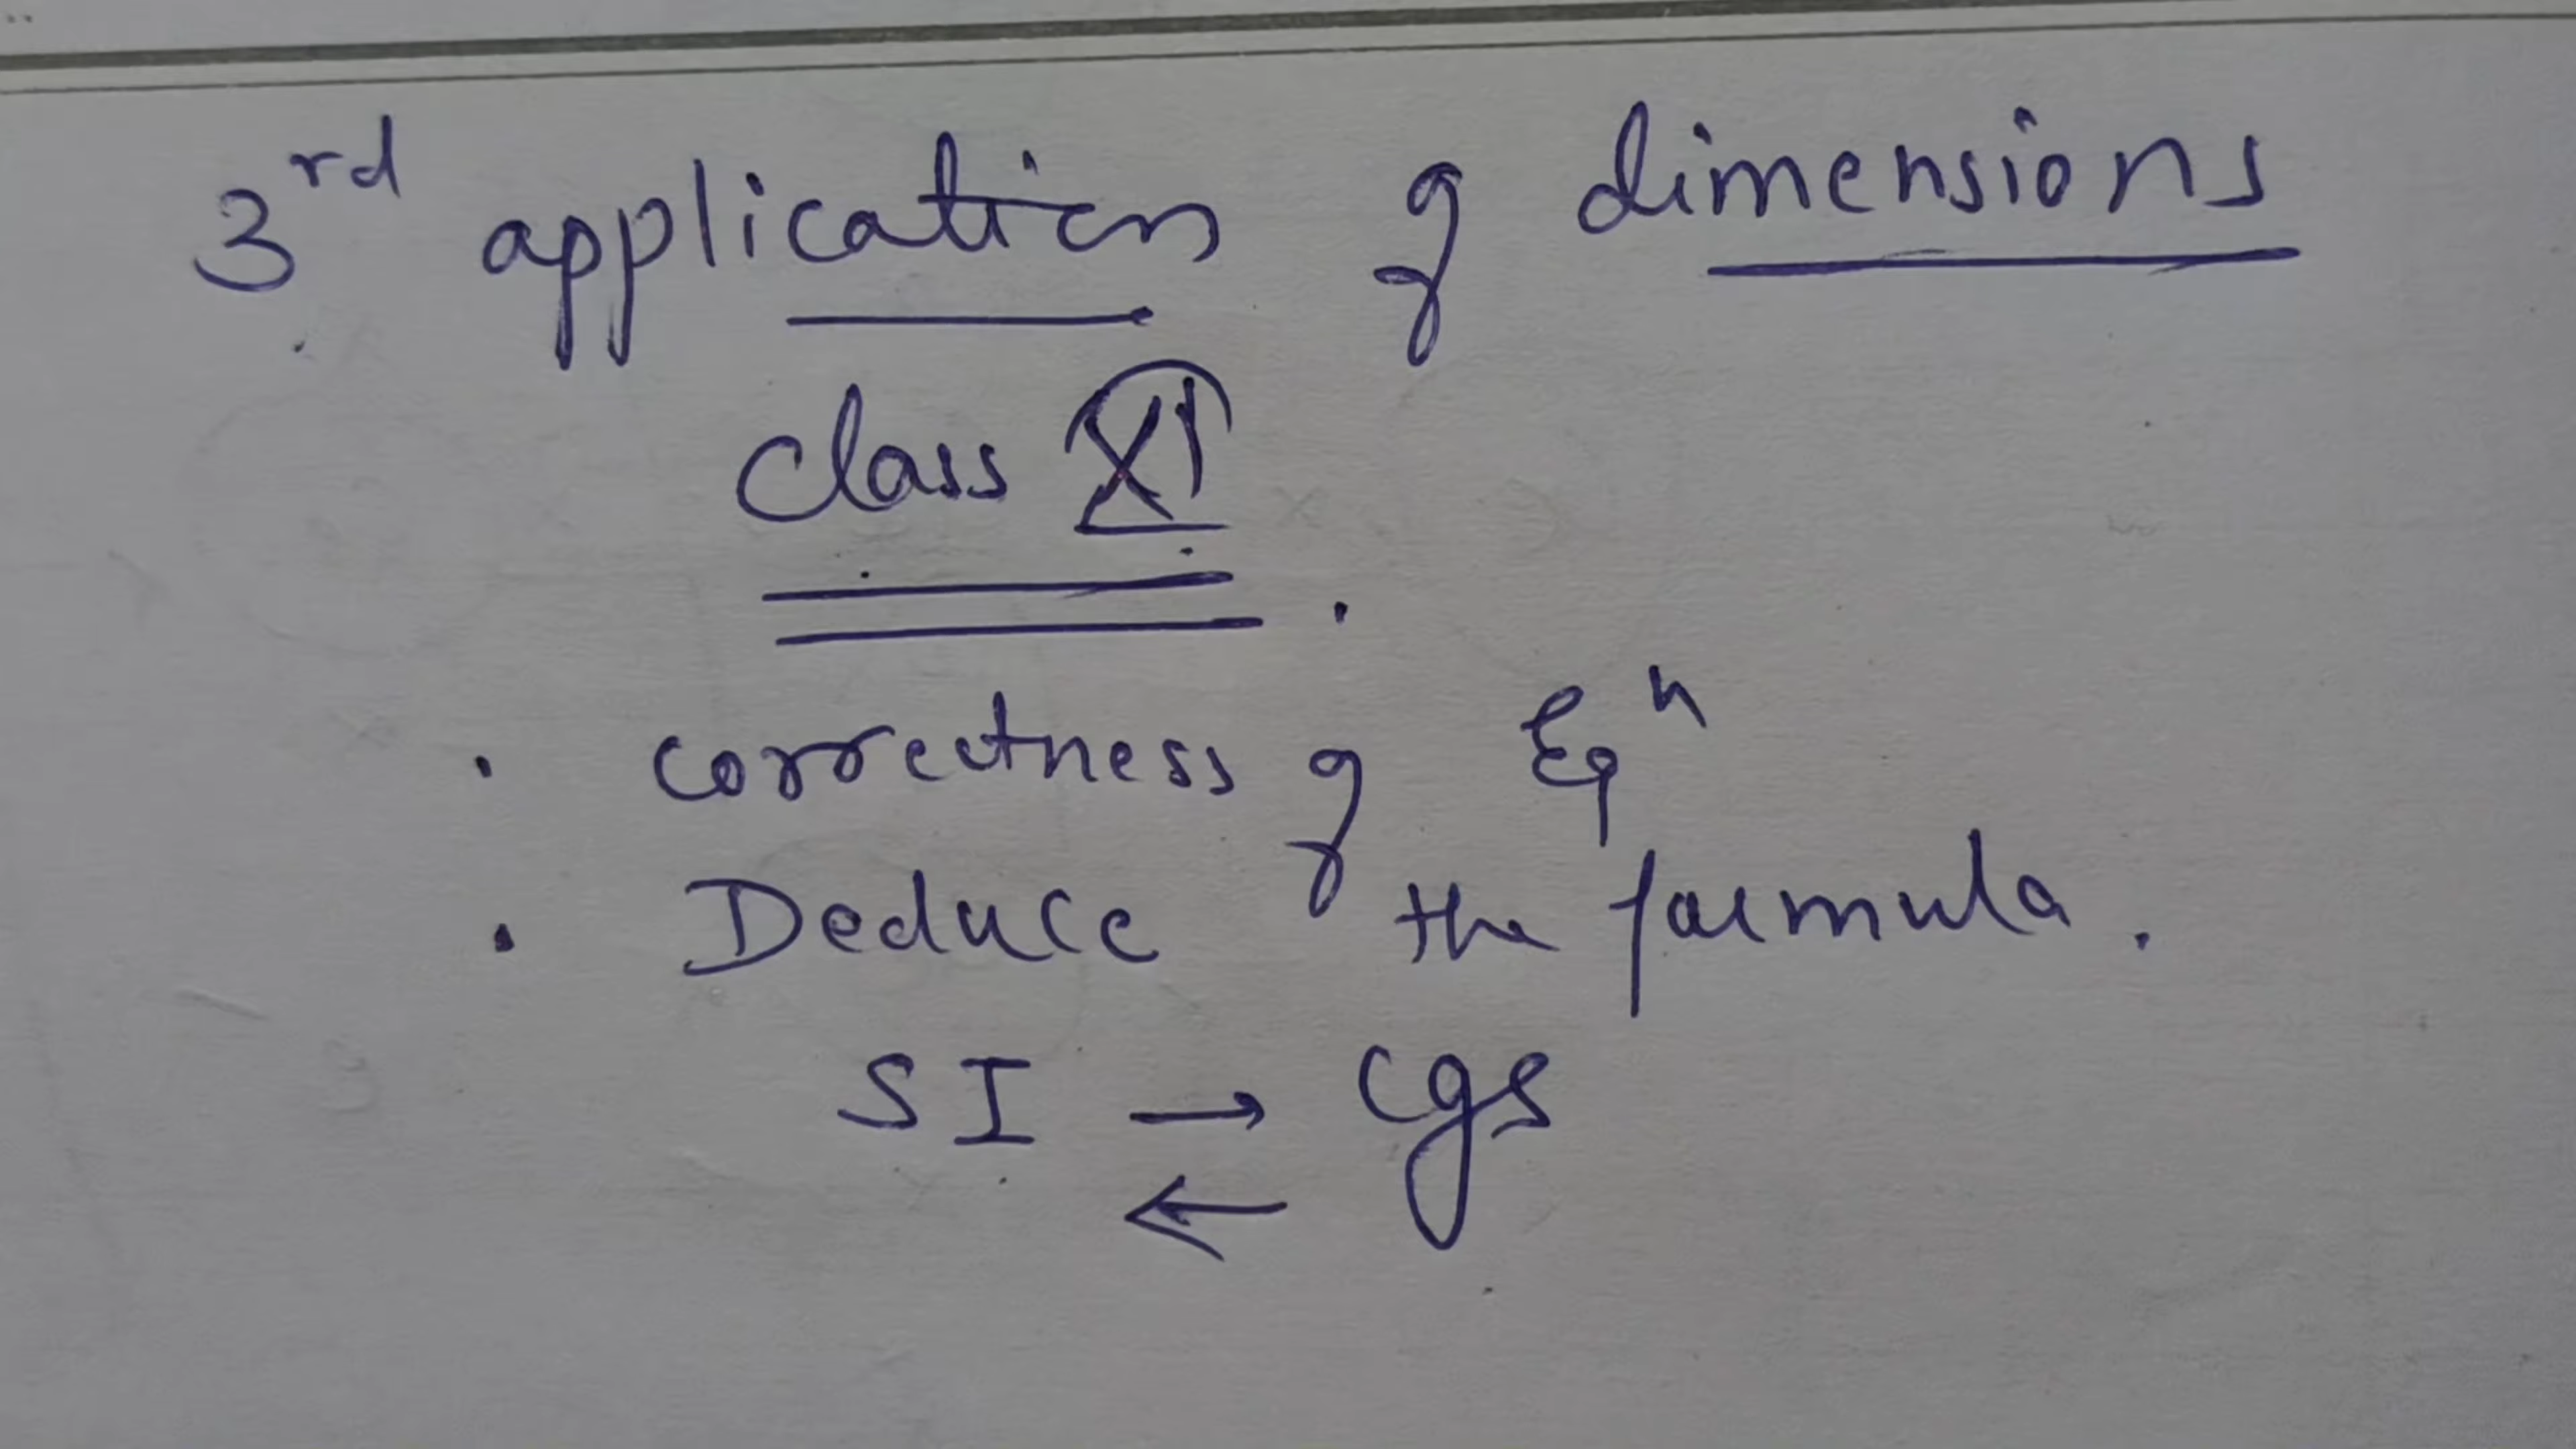 3rd application of dimensions
Class XI
. correctness of Eqn
. Deduce the formula.
SI → cgs
←